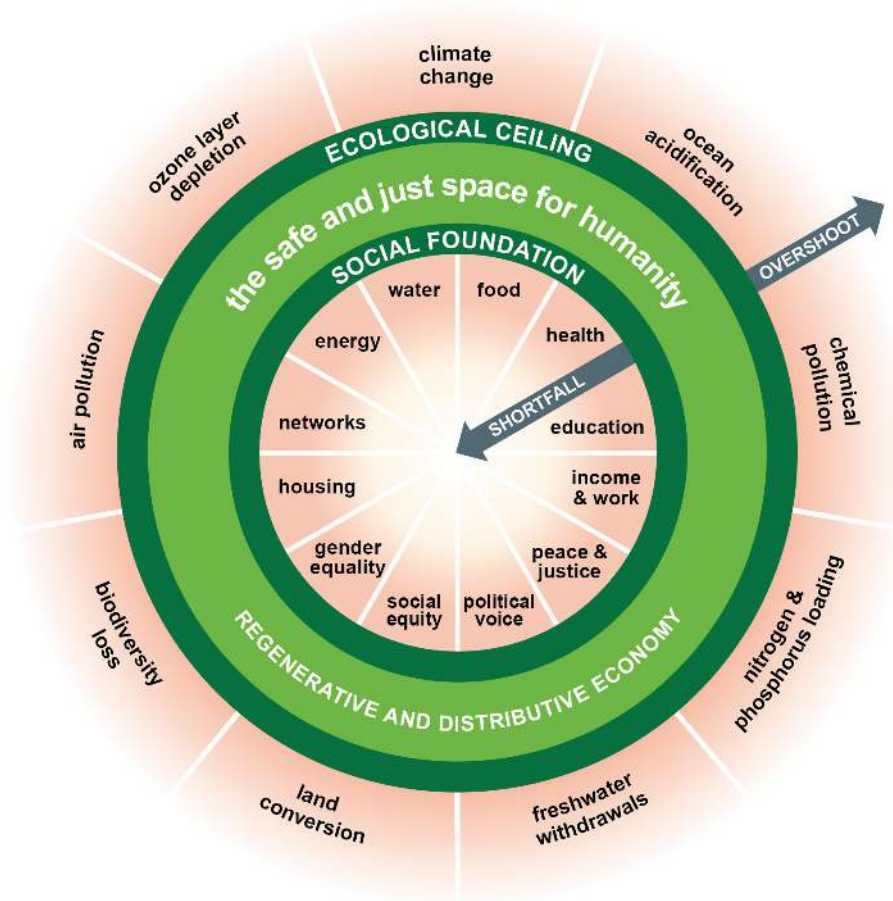 climate
change
ozone layer
depletion
ocean
acidification
ECOLOGICAL CEILING
the safe and just space for humanity
OVERSHOOT
SOCIAL FOUNDATION
water
food
energy
health
air pollution
chemical
pollution
SHORTFALL
networks
education
housing
income
& work
gender
equality
peace &
justice
social
equity
political
voice
biodiversity
loss
nitrogen &
phosphorus loading
REGENERATIVE AND DISTRIBUTIVE ECONOMY
land
conversion
freshwater
withdrawals